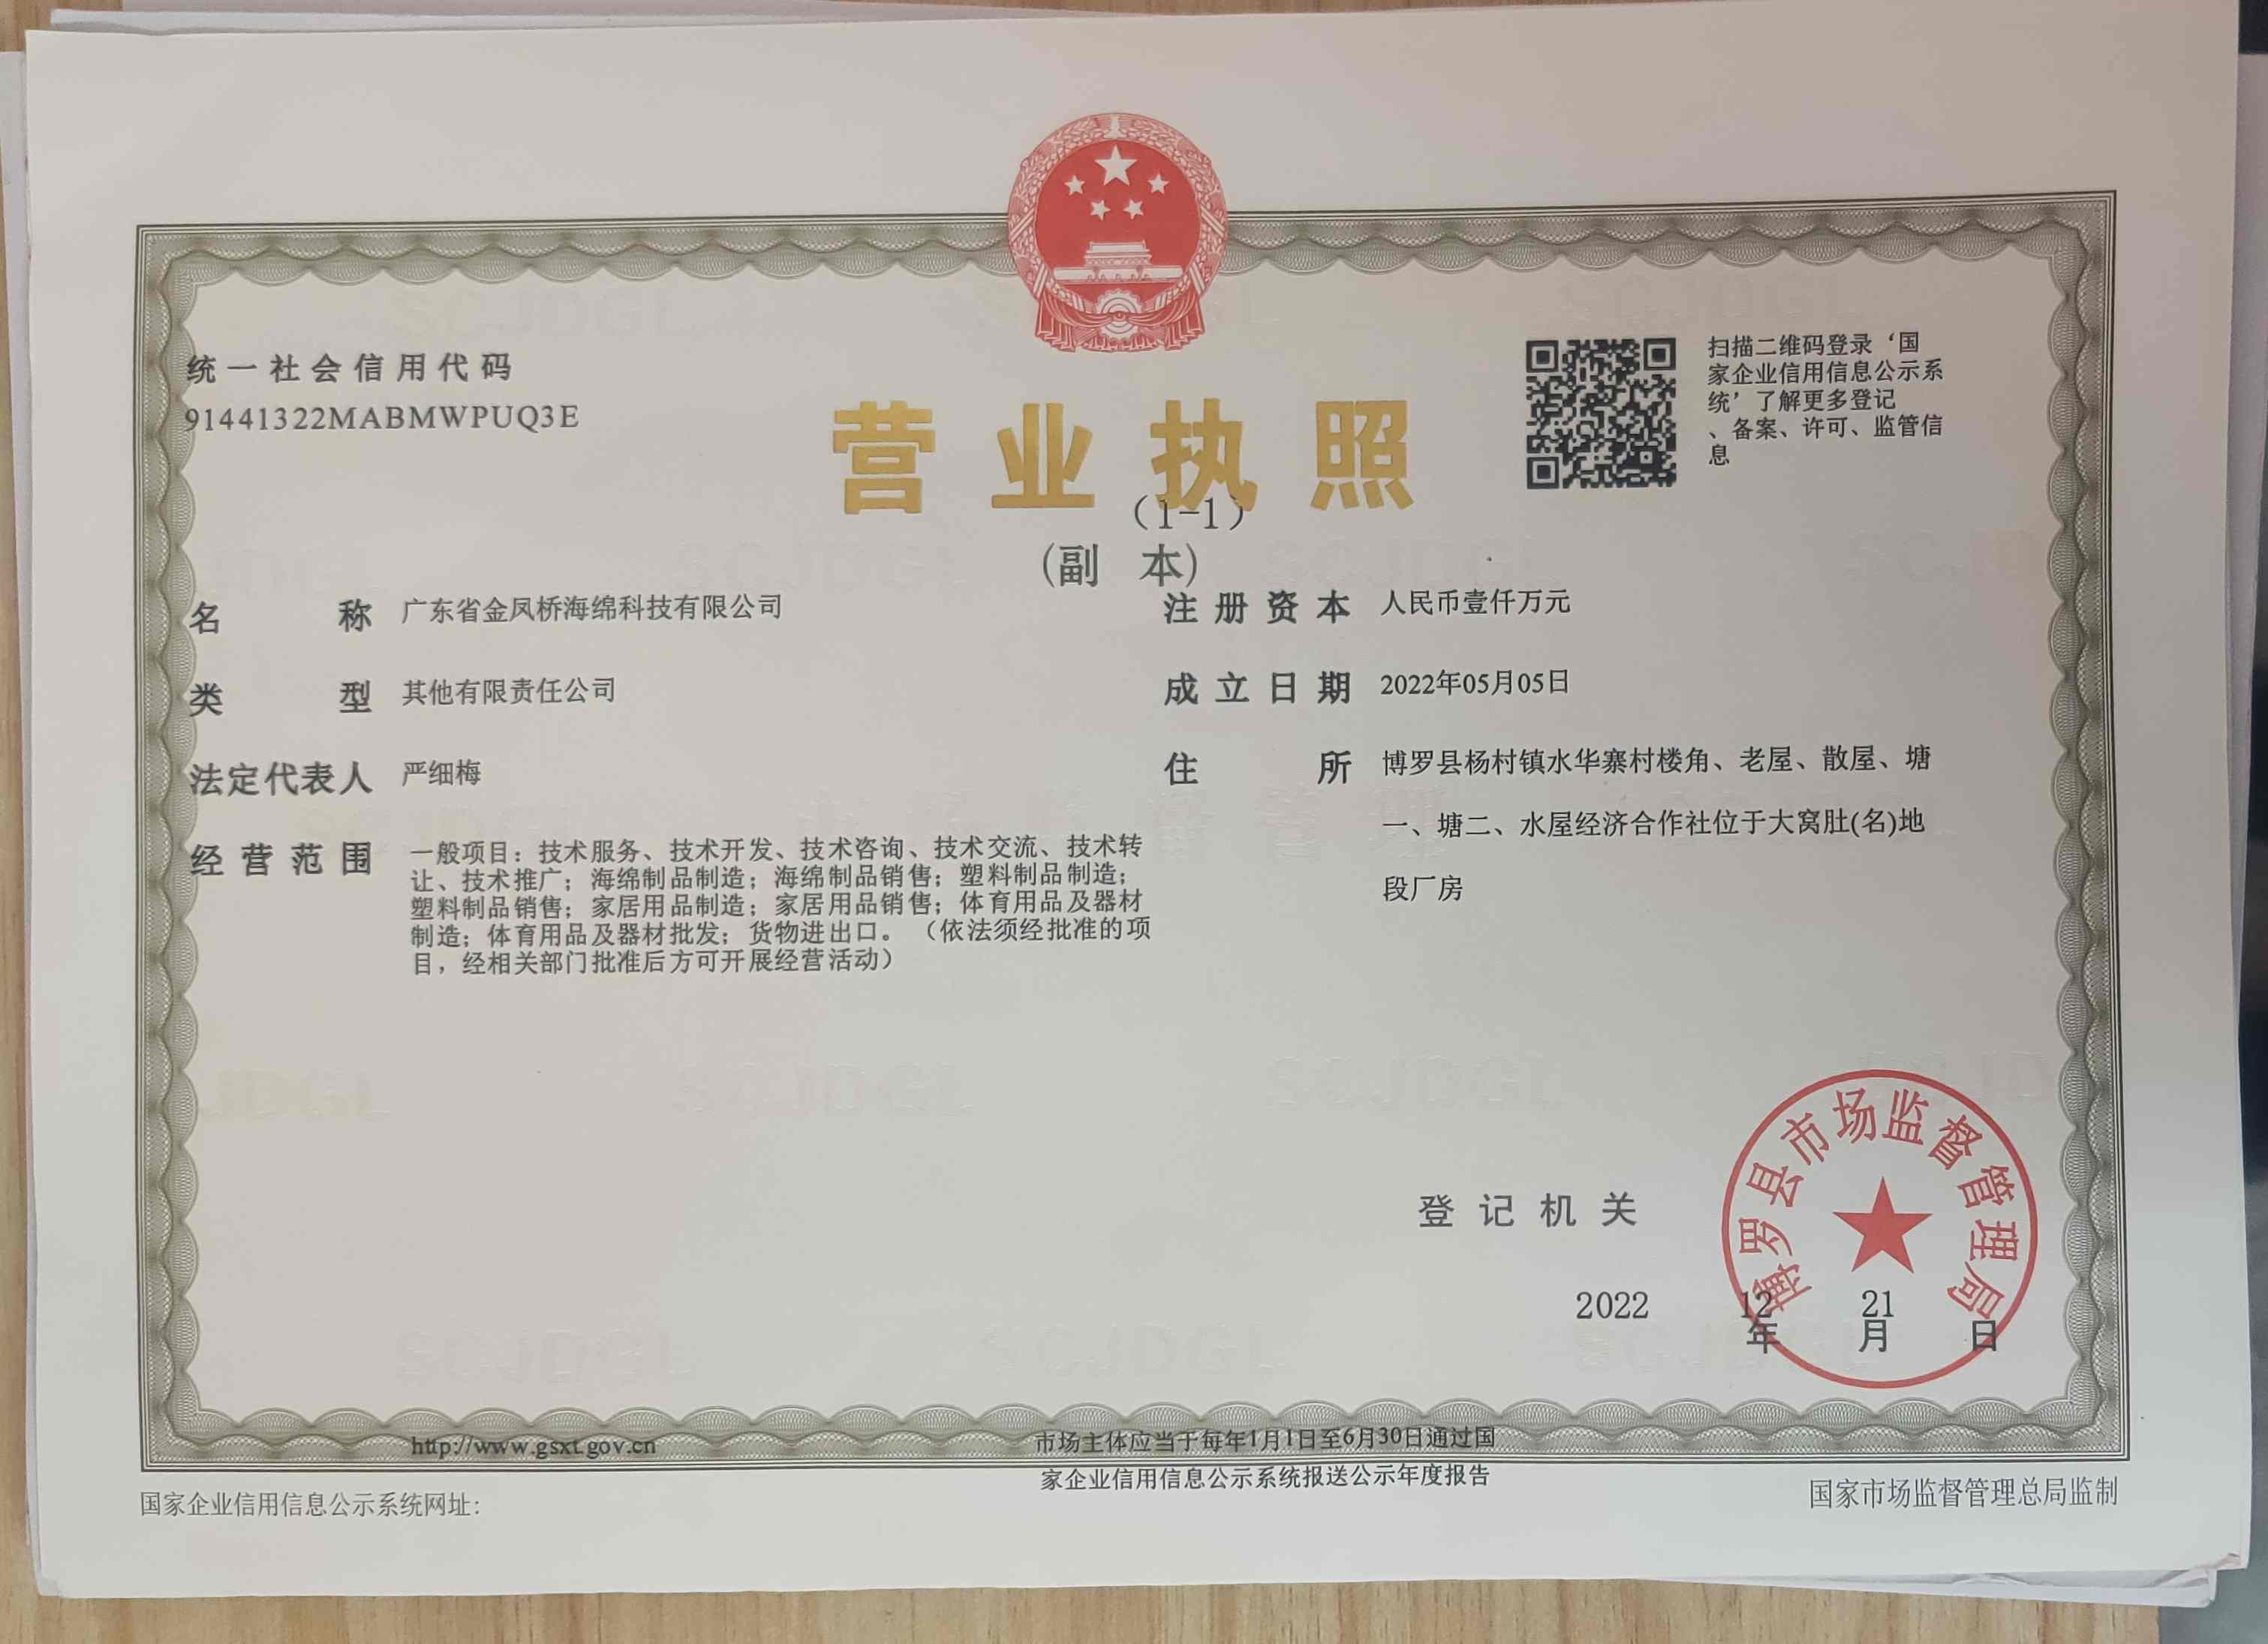 统一社会信用代码
91441322MABMWPUQ3E
营业执照
（1-1）
(副 本)
扫描二维码登录‘国
家企业信用信息公示系
统’了解更多登记
、备案、许可、监管信
息
名 称 广东省金凤桥海绵科技有限公司
类 型 其他有限责任公司
法定代表人 严细梅
经营范围 一般项目：技术服务、技术开发、技术咨询、技术交流、技术转
让、技术推广；海绵制品制造；海绵制品销售；塑料制品制造；
塑料制品销售；家居用品制造；家居用品销售；体育用品及器材
制造；体育用品及器材批发；货物进出口。（依法须经批准的项
目，经相关部门批准后方可开展经营活动）
注册资本 人民币壹仟万元
成立日期 2022年05月05日
住 所 博罗县杨村镇水华寨村楼角、老屋、散屋、塘
一、塘二、水屋经济合作社位于大窝肚(名)地
段厂房
登记机关
博罗县市场监督管理局
2022 12 21
年 月 日
http://www.gsxt.gov.cn
市场主体应当于每年1月1日至6月30日通过国
家企业信用信息公示系统报送公示年度报告
国家企业信用信息公示系统网址：
国家市场监督管理总局监制